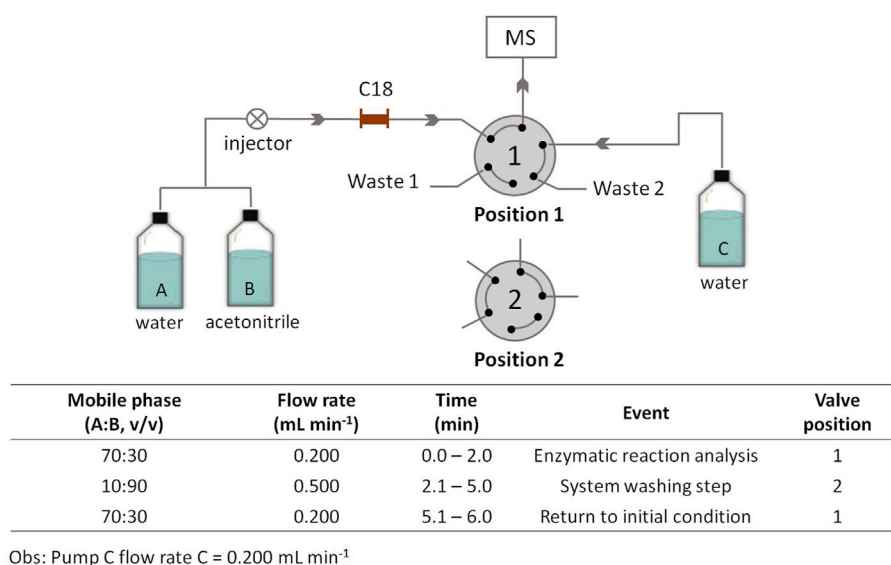 MS
C18
injector
1
Waste 1
Waste 2
Position 1
A
B
C
water
acetonitrile
water
2
Position 2
Mobile phase (A:B, v/v) Flow rate (mL min⁻¹) Time (min) Event Valve position
70:30 0.200 0.0 – 2.0 Enzymatic reaction analysis 1
10:90 0.500 2.1 – 5.0 System washing step 2
70:30 0.200 5.1 – 6.0 Return to initial condition 1
Obs: Pump C flow rate C = 0.200 mL min⁻¹